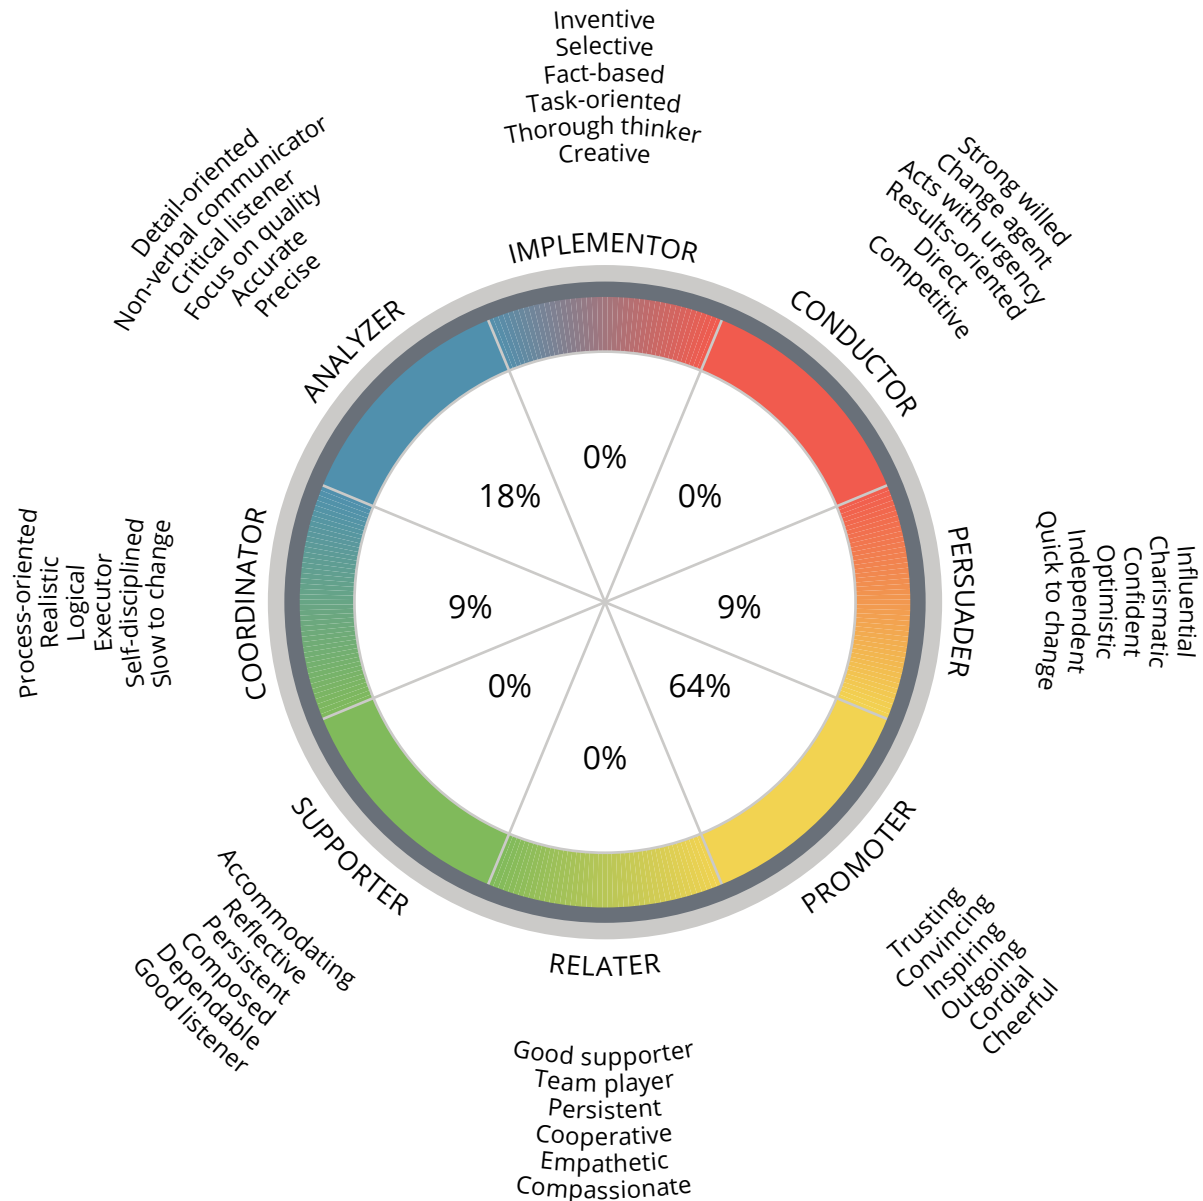 Inventive
Selective
Fact-based
Task-oriented
Thorough thinker
Creative
IMPLEMENTOR
0%
Strong willed
Change agent
Acts with urgency
Results-oriented
Direct
Competitive
CONDUCTOR
0%
Influential
Charismatic
Confident
Optimistic
Independent
Quick to change
PERSUADER
9%
Trusting
Convincing
Inspiring
Outgoing
Cordial
Cheerful
PROMOTER
64%
RELATER
0%
Good supporter
Team player
Persistent
Cooperative
Empathetic
Compassionate
SUPPORTER
0%
Accommodating
Reflective
Persistent
Composed
Dependable
Good listener
COORDINATOR
9%
Process-oriented
Realistic
Logical
Executor
Self-disciplined
Slow to change
ANALYZER
18%
Detail-oriented
Non-verbal communicator
Critical listener
Focus on quality
Accurate
Precise